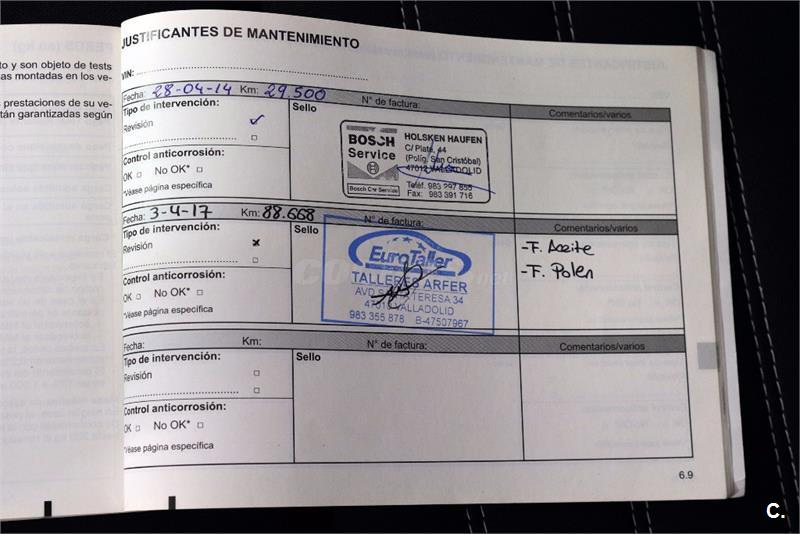 to y son objeto de tests
as montadas en los ve-
prestaciones de su ve-
tán garantizadas según
JUSTIFICANTES DE MANTENIMIENTO
VIN:
Fecha: 28-04-14 Km: 29,500 N° de factura:
Tipo de intervención: Sello Comentarios/varios
Revisión ✓
□
Control anticorrosión:
OK □ No OK* □
*Véase página específica
BOSCH
Service
Bosch Car Service
HOLSKEN HAUFEN
C/ Plata, 44
(Políg. San Cristóbal)
47012 VALLADOLID
Teléf. 983 297 855
Fax: 983 391 716
Fecha: 3-4-17 Km: 88.668 N° de factura:
Tipo de intervención: Sello Comentarios/varios
Revisión x
□
Control anticorrosión:
OK □ No OK* □
*Véase página específica
EuroTaller
TALLERES ARFER
47010 VALLADOLID
983 355 878 B-47507967
-F. Aceite
-F. Polen
Fecha: Km: N° de factura:
Tipo de intervención: Sello Comentarios/varios
Revisión □
□
Control anticorrosión:
OK □ No OK* □
*Véase página específica
6.9
C.